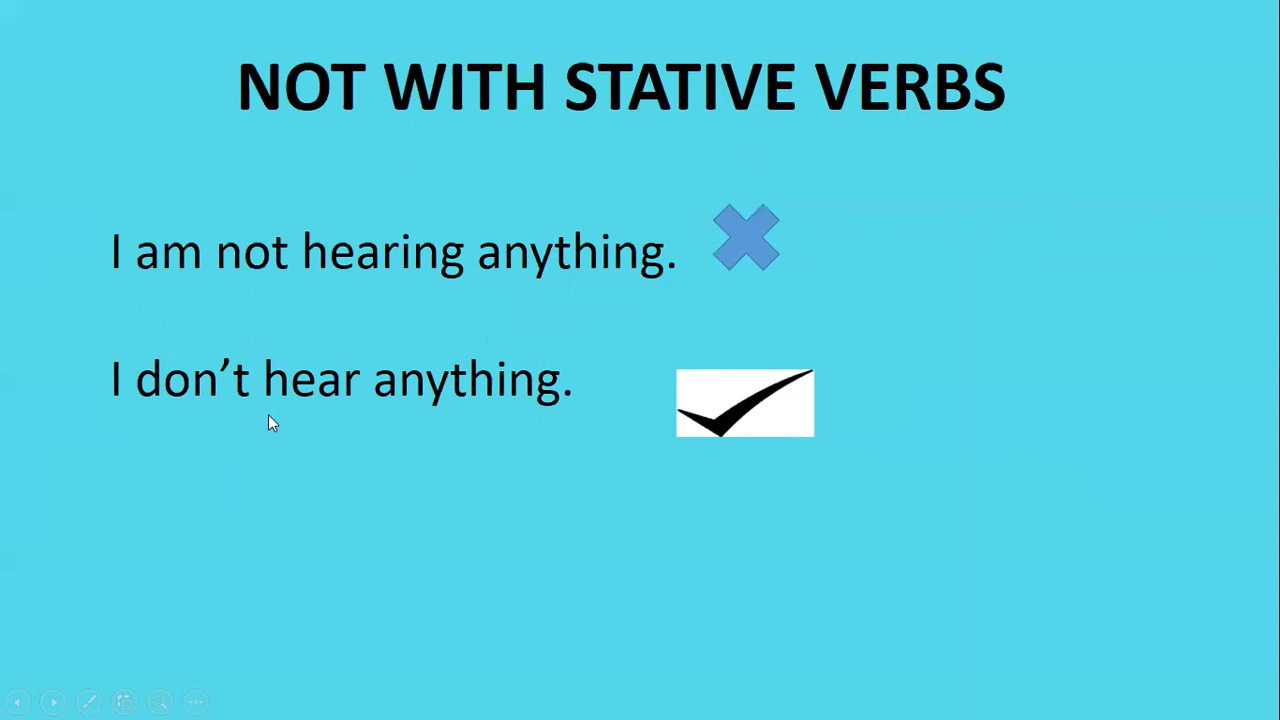 NOT WITH STATIVE VERBS
I am not hearing anything.
I don’t hear anything.